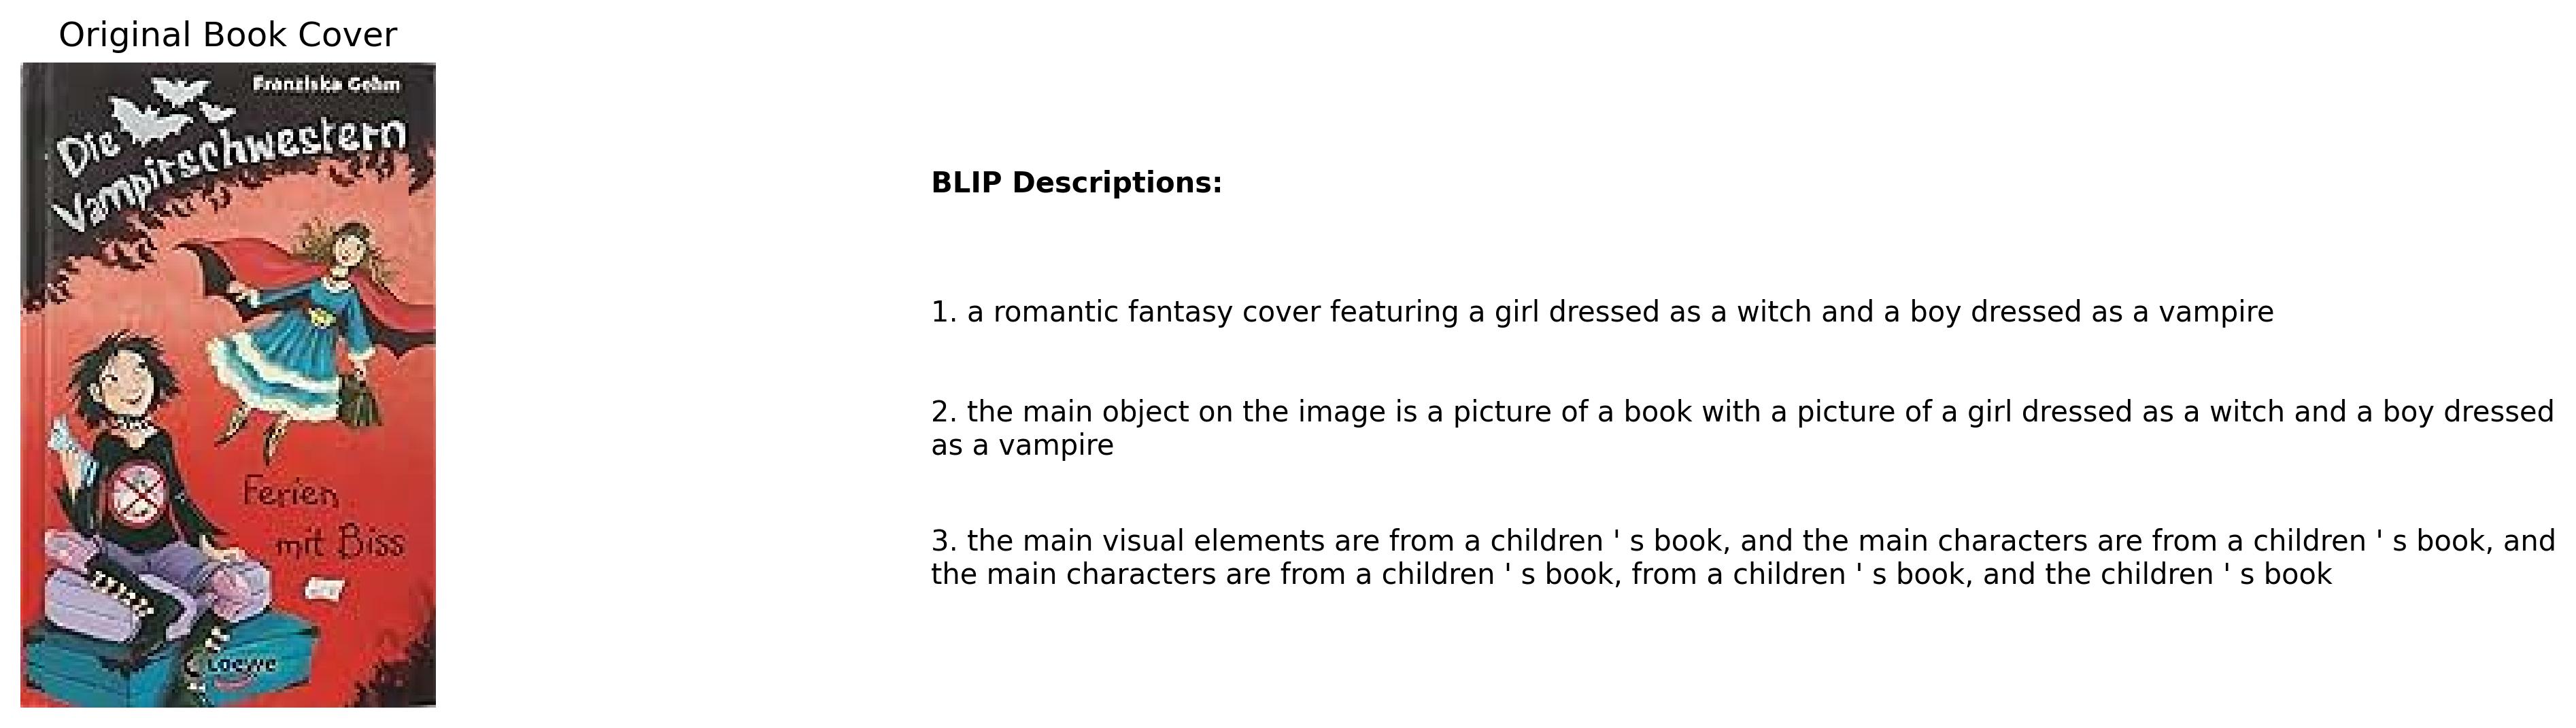 Original Book Cover
Franziska Gehm
Die
Vampirschwestern
Ferien
mit Biss
Loewe
BLIP Descriptions:
1. a romantic fantasy cover featuring a girl dressed as a witch and a boy dressed as a vampire
2. the main object on the image is a picture of a book with a picture of a girl dressed as a witch and a boy dressed
as a vampire
3. the main visual elements are from a children ' s book, and the main characters are from a children ' s book, and
the main characters are from a children ' s book, from a children ' s book, and the children ' s book